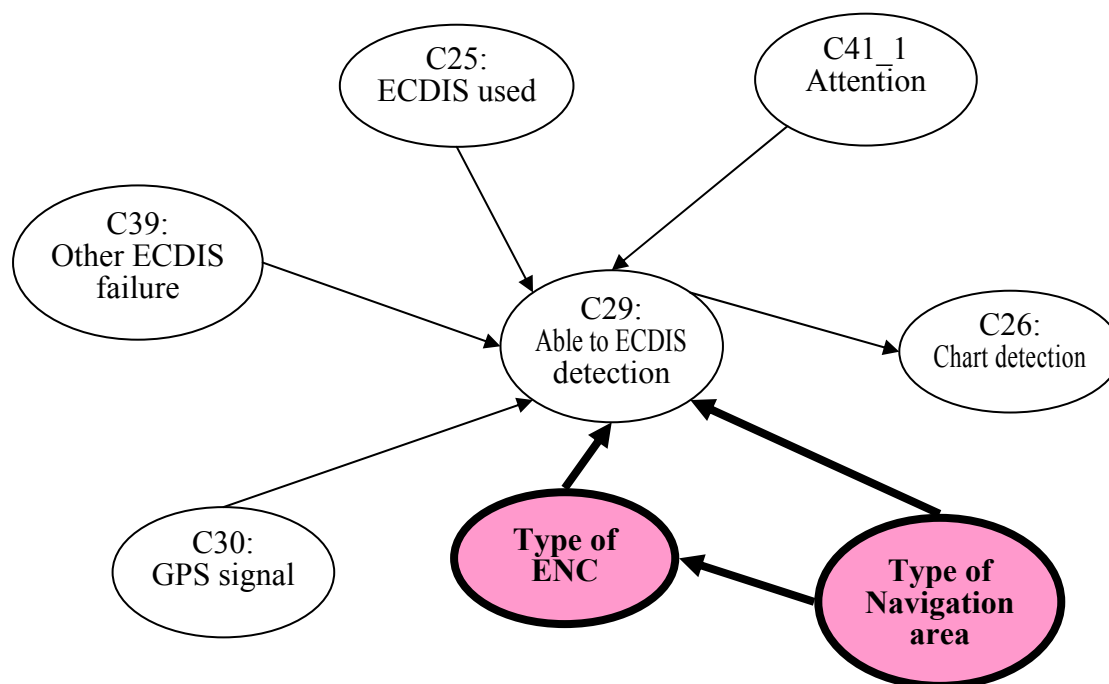 C25:
ECDIS used
C41_1
Attention
C39:
Other ECDIS
failure
C29:
Able to ECDIS
detection
C26:
Chart detection
C30:
GPS signal
Type of
ENC
Type of
Navigation
area